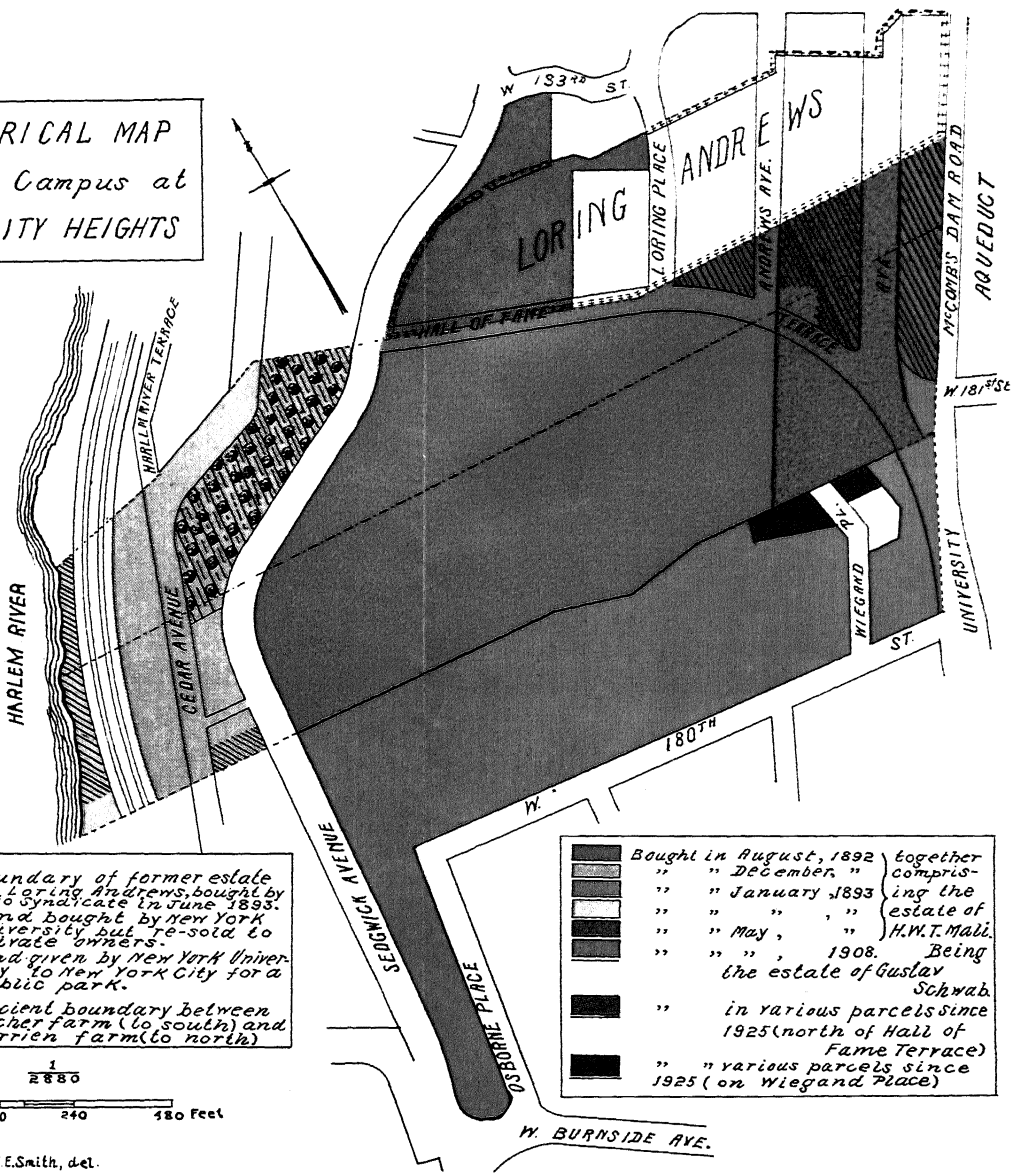 RICAL MAP
Campus at
ITY HEIGHTS
W 183RD ST.
LORING ANDREWS
LORING PLACE
ANDREWS AVE.
AVE.
McCOMB'S DAM ROAD
AQUEDUCT
HALL OF FAME TERRACE
W. 181st St
HARLEM RIVER TERRACE
HARLEM RIVER
CEDAR AVENUE
WIEGAND PL.
UNIVERSITY
W. 180TH ST.
SEDGWICK AVENUE
OSBORNE PLACE
W. BURNSIDE AVE.
undary of former estate
Loring Andrews, bought by
o Syndicate in June 1893.
nd bought by New York
iversity but re-sold to
ivate owners.
nd given by New York Univer-
y to New York City for a
ublic park.
cient boundary between
cher farm (to south) and
rrien farm (to north)
1
2880
0 240 480 Feet
.E.Smith, del.
Bought in August, 1892 together
" " December, " compris-
" " January, 1893 ing the
" " " , " estate of
" " May, " H.W.T. Mali.
" " " , 1908. Being
the estate of Gustav
Schwab.
" in various parcels since
1925 (north of Hall of
Fame Terrace)
" " various parcels since
1925 (on Wiegand Place)